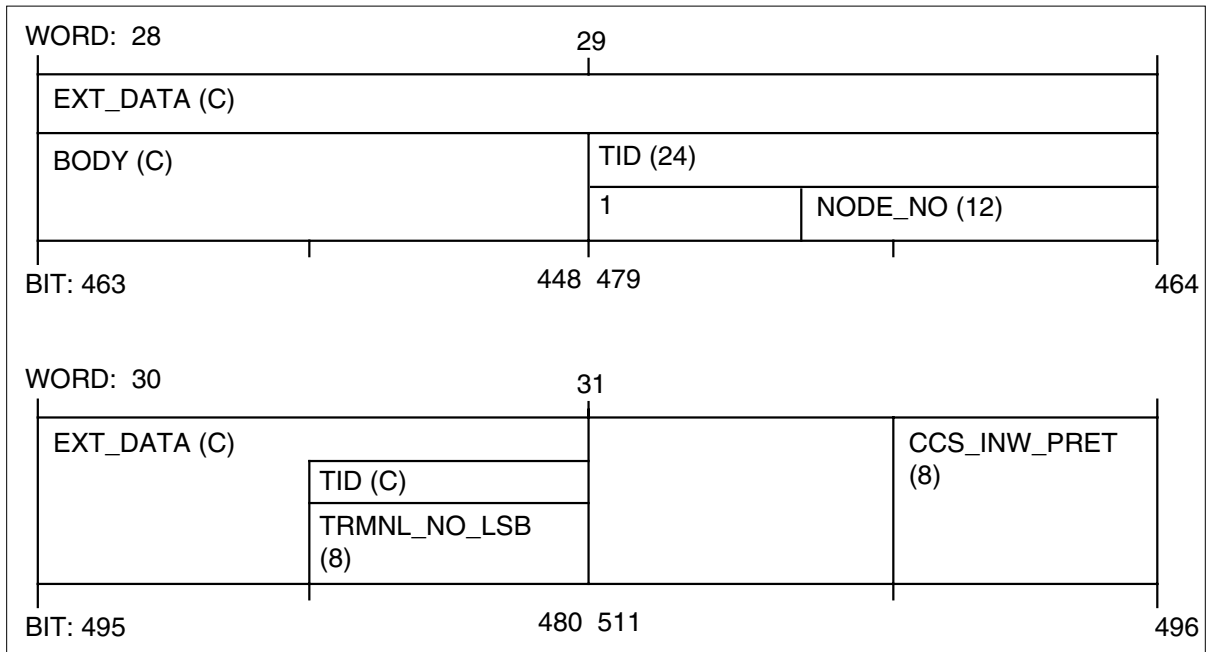 WORD: 28 29
EXT_DATA (C)
BODY (C) TID (24)
1 NODE_NO (12)
BIT: 463 448 479 464
WORD: 30 31
EXT_DATA (C) CCS_INW_PRET
(8)
TID (C)
TRMNL_NO_LSB
(8)
BIT: 495 480 511 496